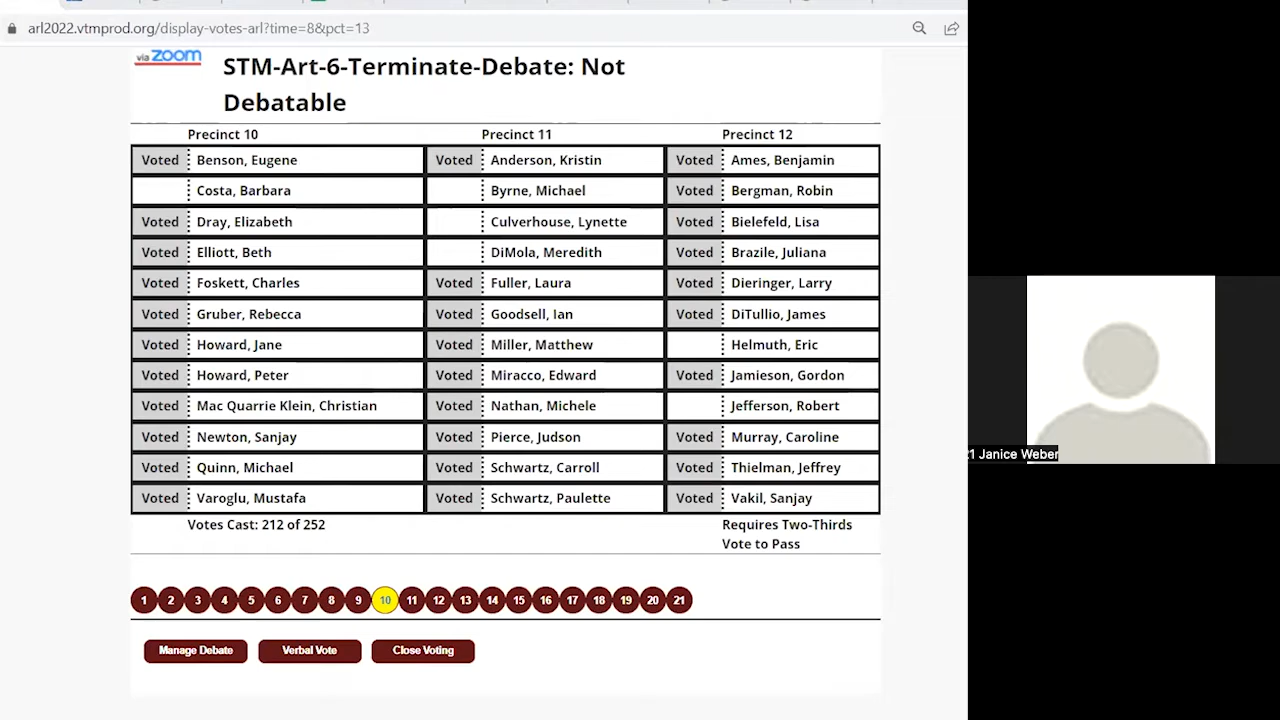 arl2022.vtmprod.org/display-votes-arl?time=8&pct=13
via zoom
STM-Art-6-Terminate-Debate: Not
Debatable
Precinct 10 Precinct 11 Precinct 12
Voted Benson, Eugene Voted Anderson, Kristin Voted Ames, Benjamin
Costa, Barbara Byrne, Michael Voted Bergman, Robin
Voted Dray, Elizabeth Culverhouse, Lynette Voted Bielefeld, Lisa
Voted Elliott, Beth DiMola, Meredith Voted Brazile, Juliana
Voted Foskett, Charles Voted Fuller, Laura Voted Dieringer, Larry
Voted Gruber, Rebecca Voted Goodsell, Ian Voted DiTullio, James
Voted Howard, Jane Voted Miller, Matthew Helmuth, Eric
Voted Howard, Peter Voted Miracco, Edward Voted Jamieson, Gordon
Voted Mac Quarrie Klein, Christian Voted Nathan, Michele Jefferson, Robert
Voted Newton, Sanjay Voted Pierce, Judson Voted Murray, Caroline
Voted Quinn, Michael Voted Schwartz, Carroll Voted Thielman, Jeffrey
Voted Varoglu, Mustafa Voted Schwartz, Paulette Voted Vakil, Sanjay
Votes Cast: 212 of 252 Requires Two-Thirds
Vote to Pass
1 2 3 4 5 6 7 8 9 10 11 12 13 14 15 16 17 18 19 20 21
Manage Debate Verbal Vote Close Voting
21 Janice Weber